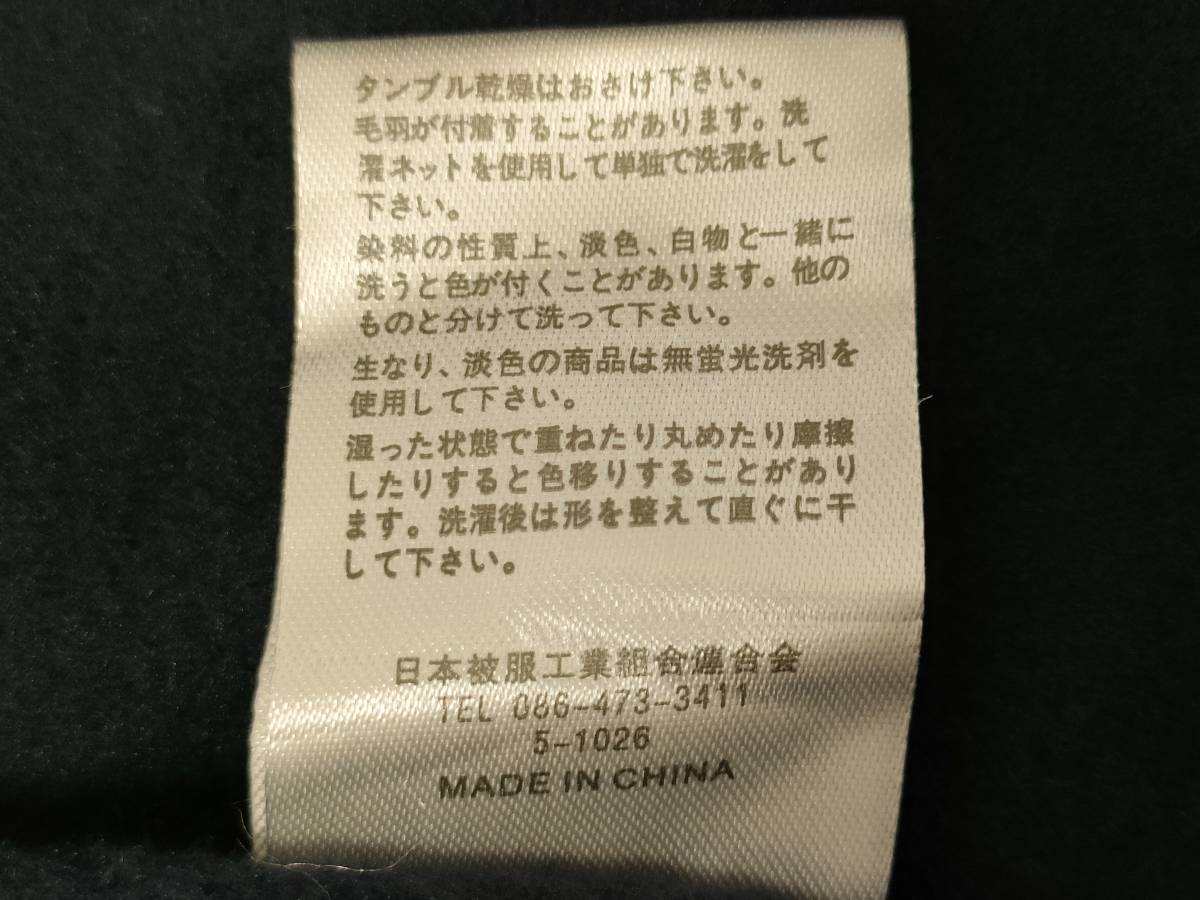 タンブル乾燥はおさけ下さい。
毛羽が付着することがあります。洗
濯ネットを使用して単独で洗濯をして
下さい。
染料の性質上、淡色、白物と一緒に
洗うと色が付くことがあります。他の
ものと分けて洗って下さい。
生なり、淡色の商品は無蛍光洗剤を
使用して下さい。
湿った状態で重ねたり丸めたり摩擦
したりすると色移りすることがあり
ます。洗濯後は形を整えて直ぐに干
して下さい。
日本被服工業組合連合会
TEL 086-473-3411
5-1026
MADE IN CHINA